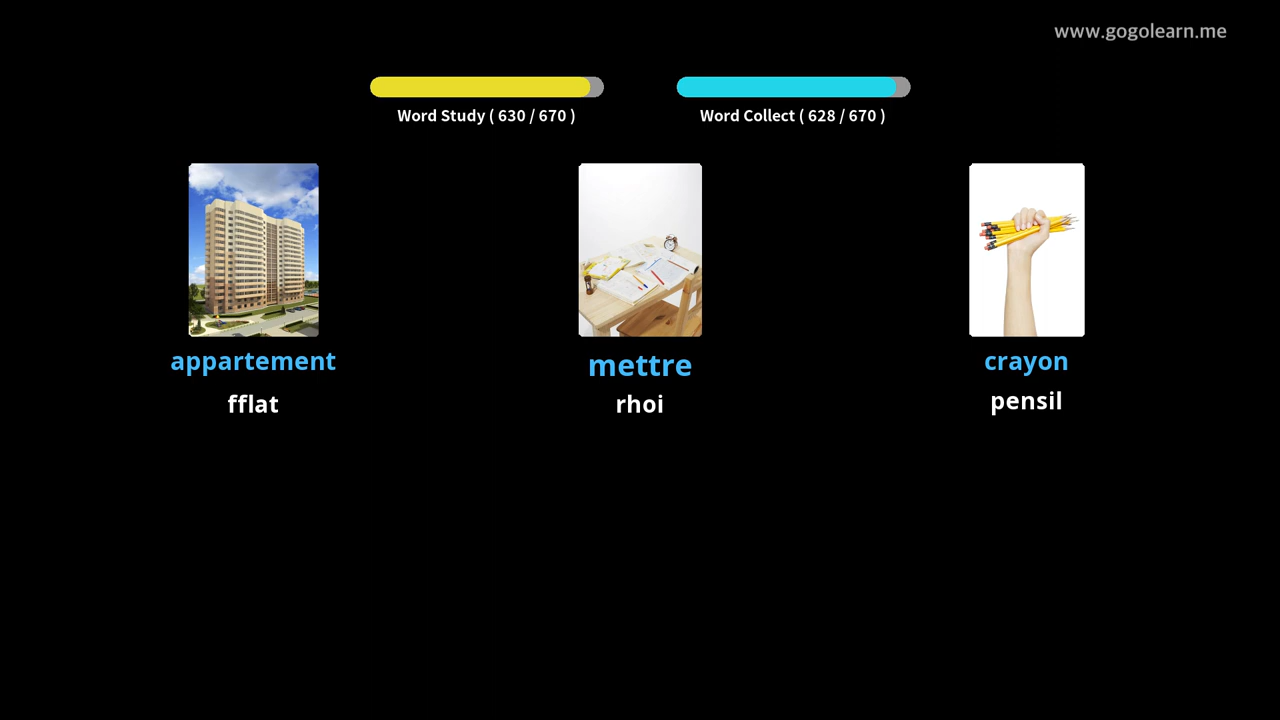 www.gogolearn.me
Word Study ( 630 / 670 )
Word Collect ( 628 / 670 )
appartement
mettre
crayon
fflat
rhoi
pensil